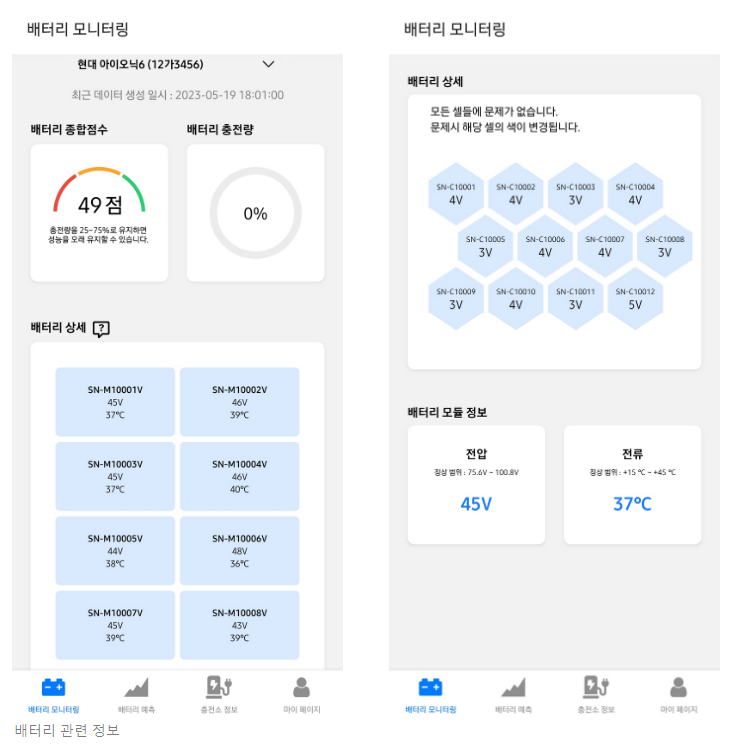 배터리 모니터링
현대 아이오닉6 (12가3456)
최근 데이터 생성 일시 : 2023-05-19 18:01:00
배터리 종합점수
배터리 충전량
49 점
충전량을 25~75%로 유지하면
성능을 오래 유지할 수 있습니다.
0%
배터리 상세
?
SN-M10001V
45V
37℃
SN-M10002V
46V
39℃
SN-M10003V
45V
37℃
SN-M10004V
46V
40℃
SN-M10005V
44V
38℃
SN-M10006V
48V
36℃
SN-M10007V
45V
39℃
SN-M10008V
43V
39℃
배터리 모니터링
배터리 예측
충전소 정보
마이 페이지
배터리 모니터링
배터리 상세
모든 셀들에 문제가 없습니다.
문제시 해당 셀의 색이 변경됩니다.
SN-C10001
4V
SN-C10002
4V
SN-C10003
3V
SN-C10004
4V
SN-C10005
3V
SN-C10006
4V
SN-C10007
4V
SN-C10008
3V
SN-C10009
3V
SN-C10010
4V
SN-C10011
3V
SN-C10012
5V
배터리 모듈 정보
전압
정상 범위 : 75.6V ~ 100.8V
45V
전류
정상 범위 : +15 ℃ ~ +45 ℃
37℃
배터리 모니터링
배터리 예측
충전소 정보
마이 페이지
배터리 관련 정보